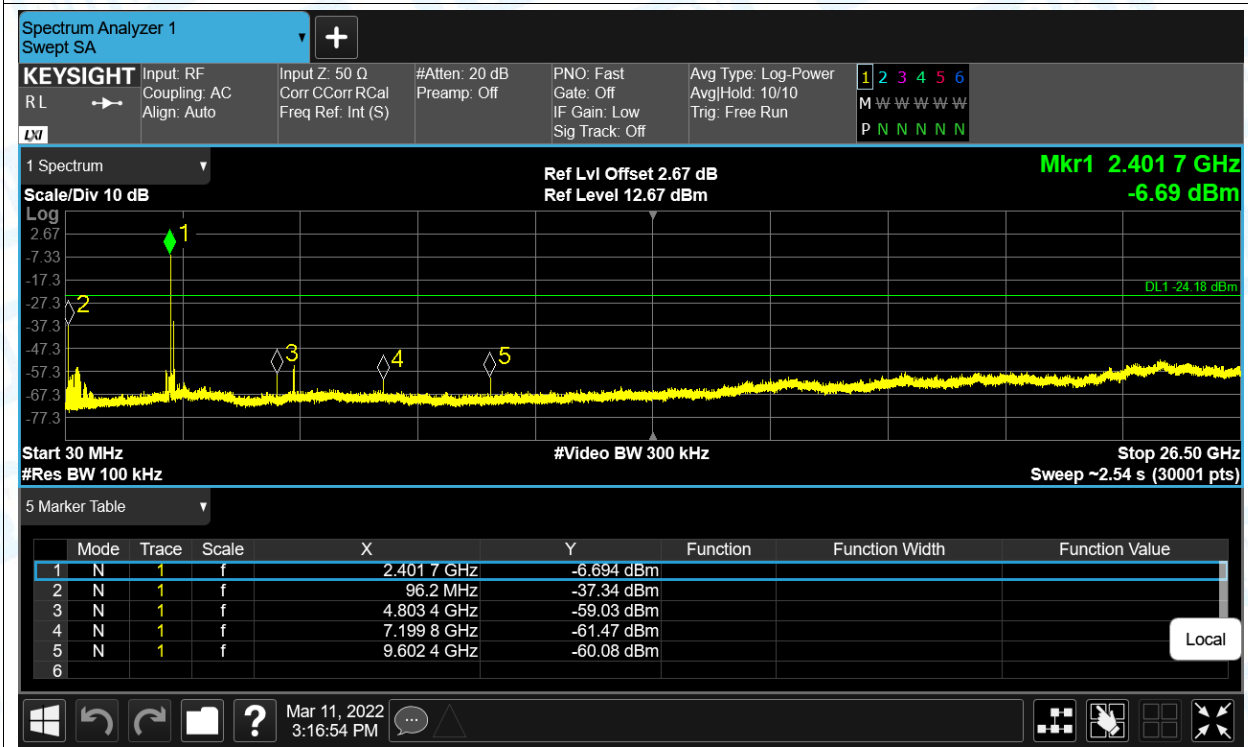 Spectrum Analyzer 1
Swept SA
KEYSIGHT Input: RF Input Z: 50 Ω #Atten: 20 dB PNO: Fast Avg Type: Log-Power 1 2 3 4 5 6
R L Coupling: AC Corr CCorr RCal Preamp: Off Gate: Off Avg|Hold: 10/10 M W W W W W W
Align: Auto Freq Ref: Int (S) IF Gain: Low Trig: Free Run
LXI Sig Track: Off P N N N N N N
1 Spectrum Ref Lvl Offset 2.67 dB Mkr1 2.401 7 GHz
Scale/Div 10 dB Ref Level 12.67 dBm -6.69 dBm
Log
2.67 1
-7.33
-17.3 DL1 -24.18 dBm
-27.3 2
-37.3
-47.3 3 4 5
-57.3
-67.3
-77.3
Start 30 MHz #Video BW 300 kHz Stop 26.50 GHz
#Res BW 100 kHz Sweep ~2.54 s (30001 pts)
5 Marker Table
Mode Trace Scale X Y Function Function Width Function Value
1 N 1 f 2.401 7 GHz -6.694 dBm
2 N 1 f 96.2 MHz -37.34 dBm
3 N 1 f 4.803 4 GHz -59.03 dBm
4 N 1 f 7.199 8 GHz -61.47 dBm
5 N 1 f 9.602 4 GHz -60.08 dBm
6
Local
? Mar 11, 2022
3:16:54 PM